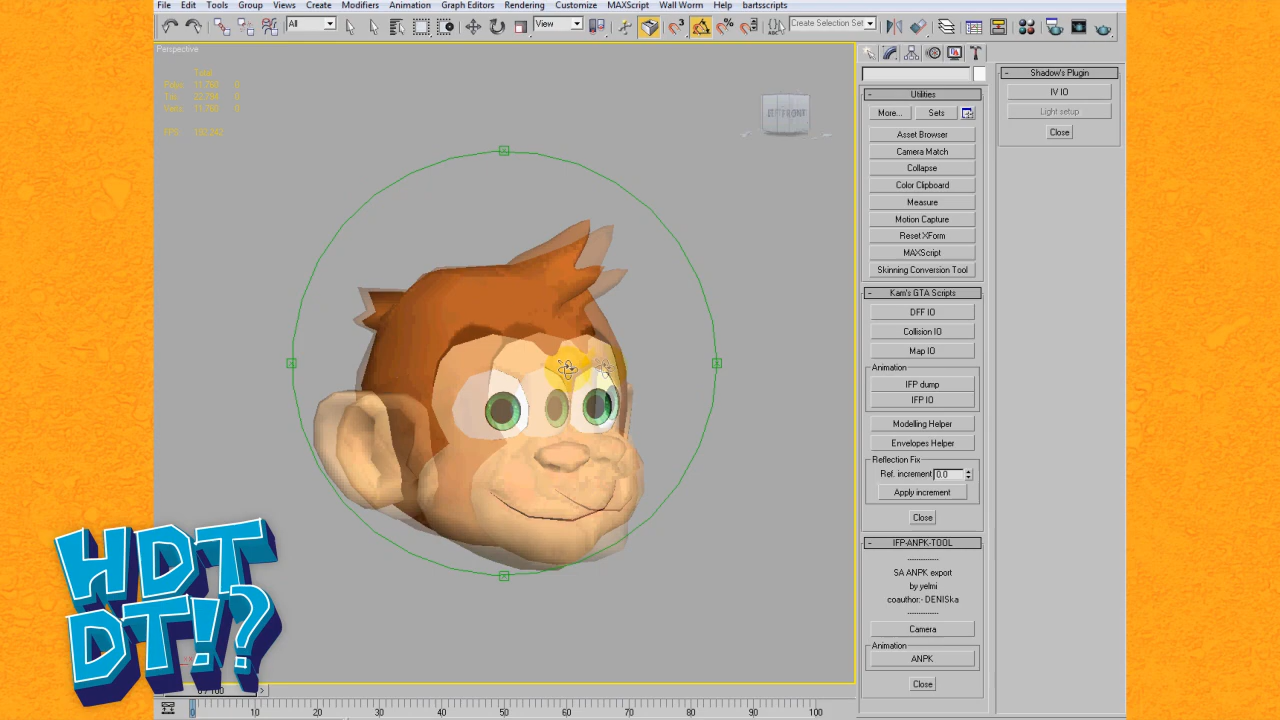 File Edit Tools Group Views Create Modifiers Animation Graph Editors Rendering Customize MAXScript Wall Worm Help bartsscripts
All View Create Selection Set
Perspective
Total
FPS:
FRONT
Utilities
More... Sets
Asset Browser
Camera Match
Collapse
Color Clipboard
Measure
Motion Capture
Reset XForm
MAXScript
Skinning Conversion Tool
Kam's GTA Scripts
DFF IO
Collision IO
Map IO
Animation
IFP dump
IFP IO
Modelling Helper
Envelopes Helper
Reflection Fix
Ref. increment 0.0
Apply increment
Close
IFP-ANPK-TOOL
SA ANPK export
by yelmi
coauthor:- DENISka
Camera
Animation
ANPK
Close
Shadow's Plugin
IV IO
Light setup
Close
HDT
DT!?
0 10 20 30 40 50 60 70 80 90 100